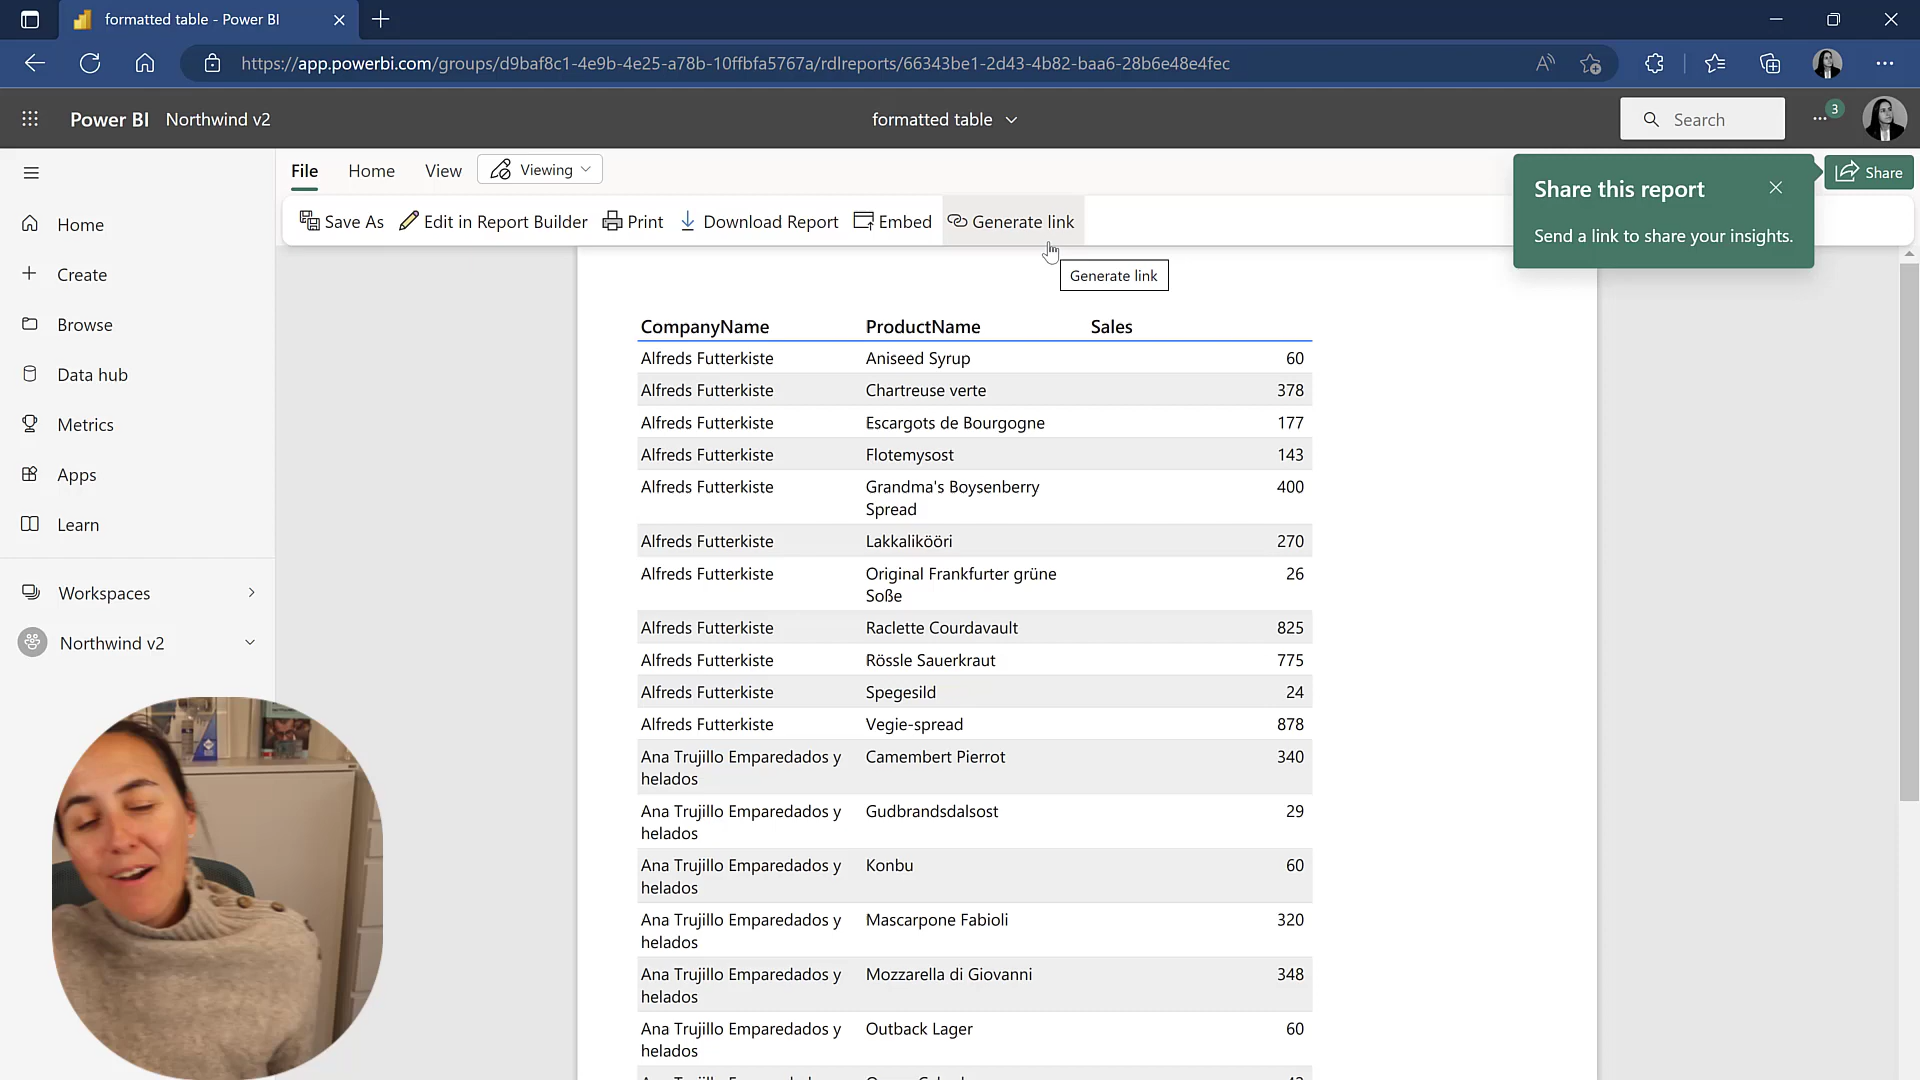 formatted table - Power BI
https://app.powerbi.com/groups/d9baf8c1-4e9b-4e25-a78b-10ffbfa5767a/rdlreports/66343be1-2d43-4b82-baa6-28b6e48e4fec
Power BI Northwind v2
formatted table
Search
3
File Home View Viewing
Share
Save As Edit in Report Builder Print Download Report Embed Generate link
Share this report
Send a link to share your insights.
Generate link
Home
Create
Browse
Data hub
Metrics
Apps
Learn
Workspaces
Northwind v2
CompanyName ProductName Sales
Alfreds Futterkiste Aniseed Syrup 60
Alfreds Futterkiste Chartreuse verte 378
Alfreds Futterkiste Escargots de Bourgogne 177
Alfreds Futterkiste Flotemysost 143
Alfreds Futterkiste Grandma's Boysenberry 400
Spread
Alfreds Futterkiste Lakkalikööri 270
Alfreds Futterkiste Original Frankfurter grüne 26
Soße
Alfreds Futterkiste Raclette Courdavault 825
Alfreds Futterkiste Rössle Sauerkraut 775
Alfreds Futterkiste Spegesild 24
Alfreds Futterkiste Vegie-spread 878
Ana Trujillo Emparedados y Camembert Pierrot 340
helados
Ana Trujillo Emparedados y Gudbrandsdalsost 29
helados
Ana Trujillo Emparedados y Konbu 60
helados
Ana Trujillo Emparedados y Mascarpone Fabioli 320
helados
Ana Trujillo Emparedados y Mozzarella di Giovanni 348
helados
Ana Trujillo Emparedados y Outback Lager 60
helados